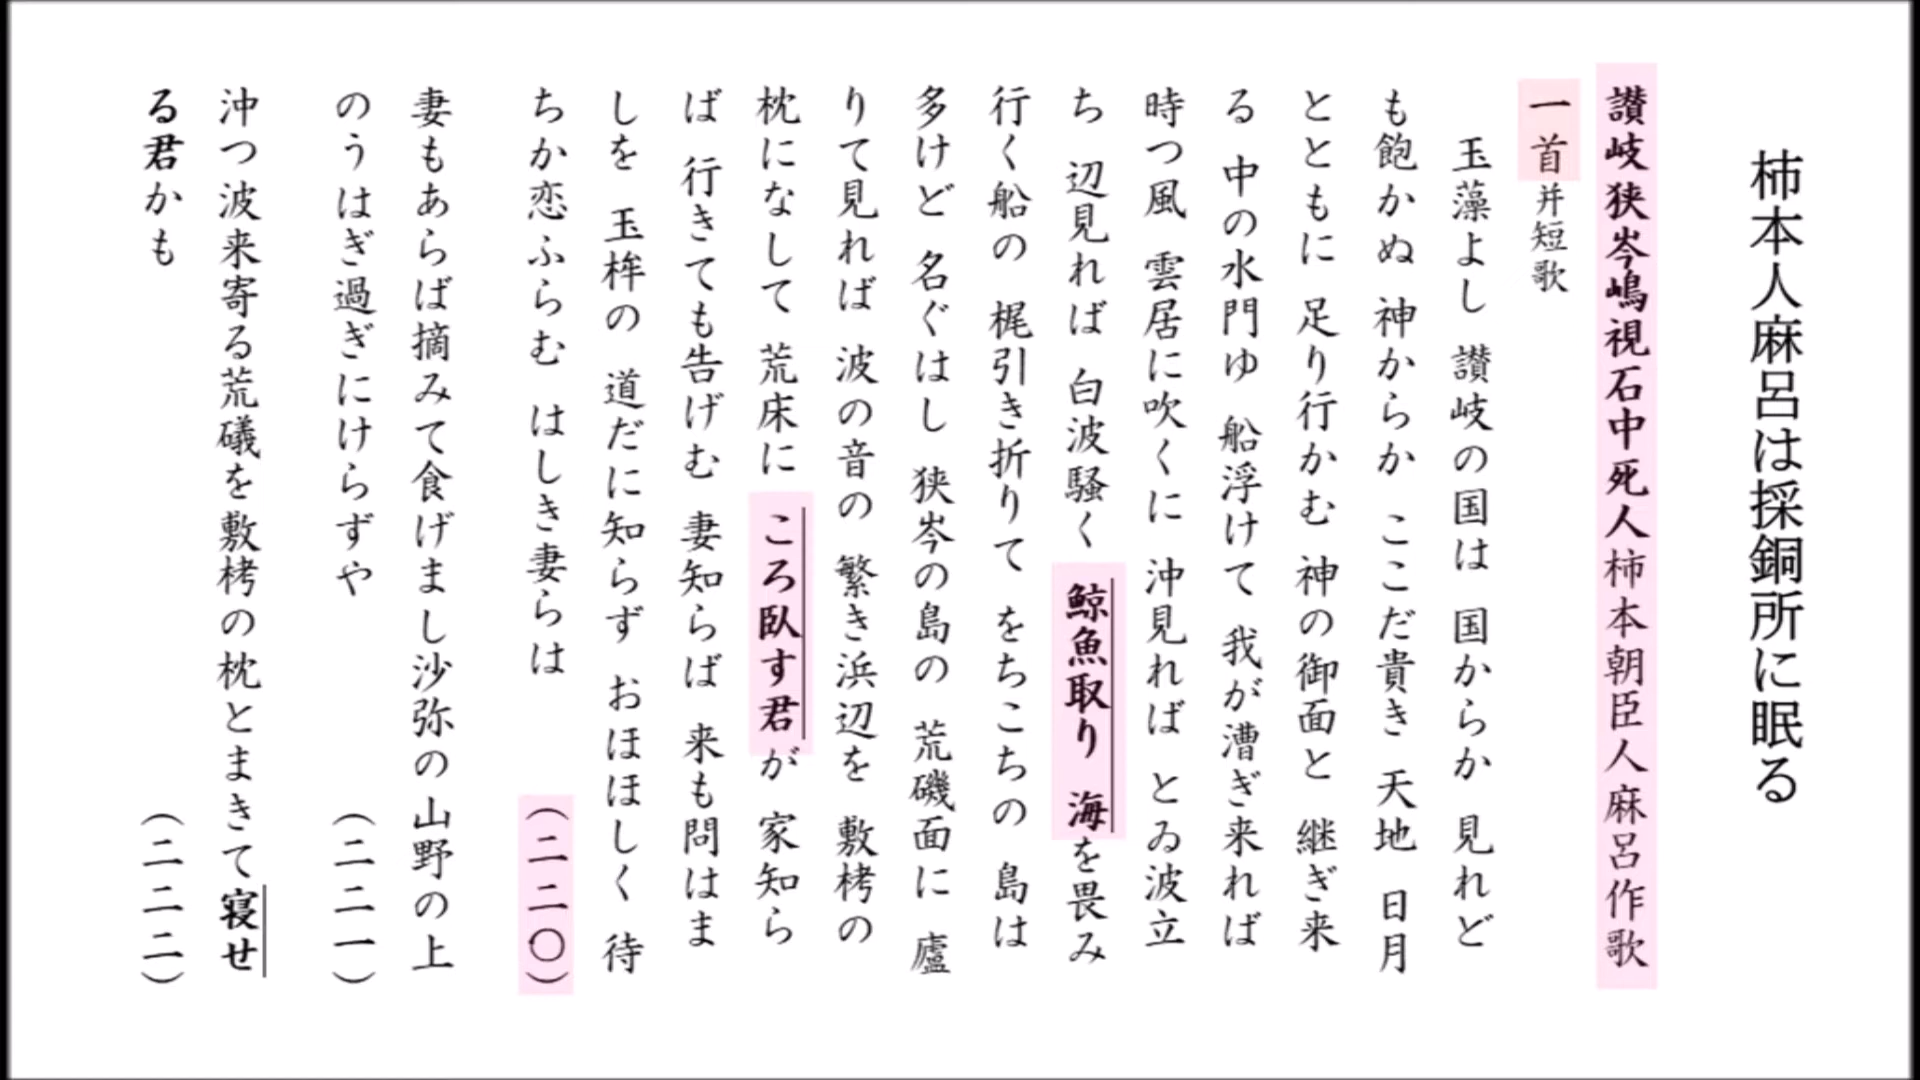 柿本人麻呂は採銅所に眠る
讃岐狭岑嶋視石中死人柿本朝臣人麻呂作歌
一首并短歌
玉藻よし 讃岐の国は 国からか 見れど
も飽かぬ 神からか ここだ貴き 天地 日月
とともに 足り行かむ 神の御面と 継ぎ来
る 中の水門ゆ 船浮けて 我が漕ぎ来れば
時つ風 雲居に吹くに 沖見れば とゐ波立
ち 辺見れば 白波騒く 鯨魚取り 海を畏み
行く船の 梶引き折りて をちこちの 島は
多けど 名ぐはし 狭岑の島の 荒磯面に 廬
りて見れば 波の音の 繁き浜辺を 敷栲の
枕になして 荒床に ころ臥す君が 家知ら
ば 行きても告げむ 妻知らば 来も問はま
しを 玉桙の 道だに知らず おほほしく 待
ちか恋ふらむ はしき妻らは (二二〇)
妻もあらば摘みて食げまし沙弥の山野の上
のうはぎ過ぎにけらずや (二二一)
沖つ波来寄る荒礒を敷栲の枕とまきて寝せ
る君かも (二二二)